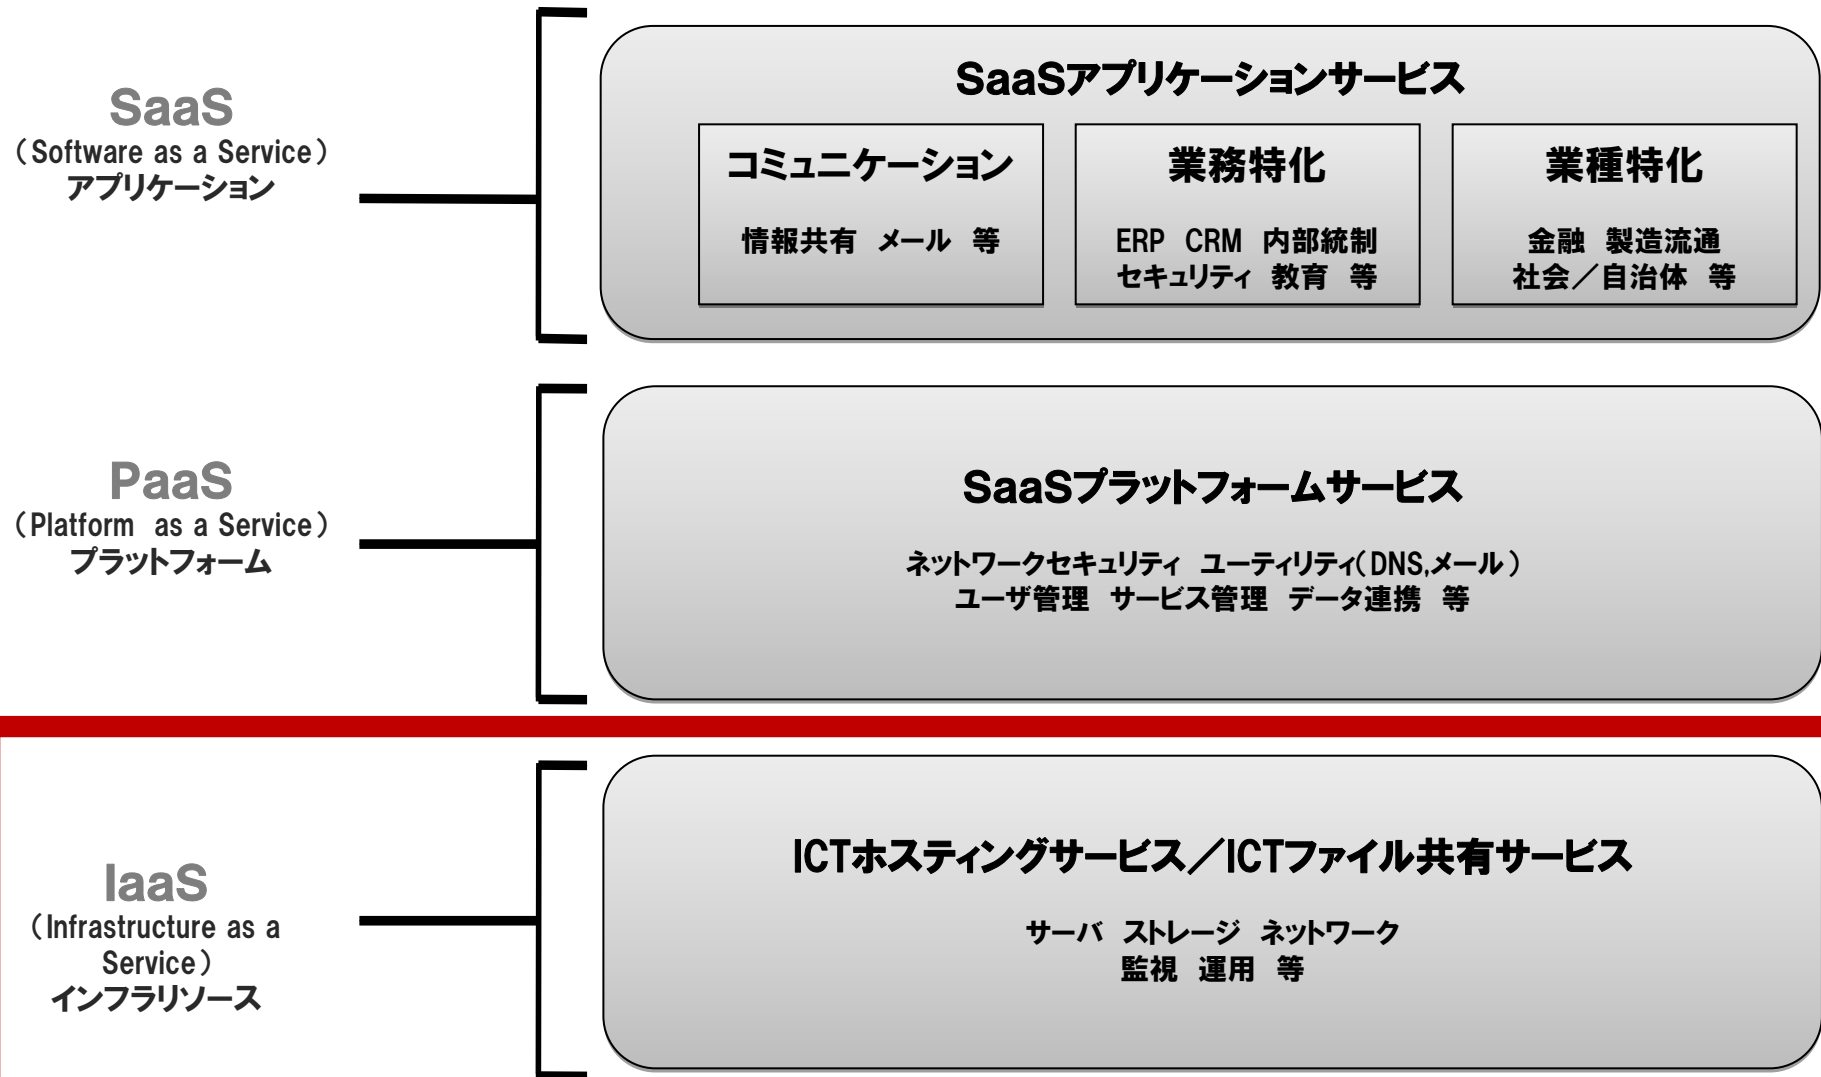 SaaS
（Software as a Service）
アプリケーション
SaaSアプリケーションサービス
コミュニケーション
情報共有　メール　等
業務特化
ERP　CRM　内部統制
セキュリティ　教育　等
業種特化
金融　製造流通
社会／自治体　等
PaaS
（Platform　as a Service）
プラットフォーム
SaaSプラットフォームサービス
ネットワークセキュリティ　ユーティリティ（DNS,メール）
ユーザ管理　サービス管理　データ連携　等
IaaS
（Infrastructure as a
Service）
インフラリソース
ICTホスティングサービス／ICTファイル共有サービス
サーバ　ストレージ　ネットワーク
監視　運用　等